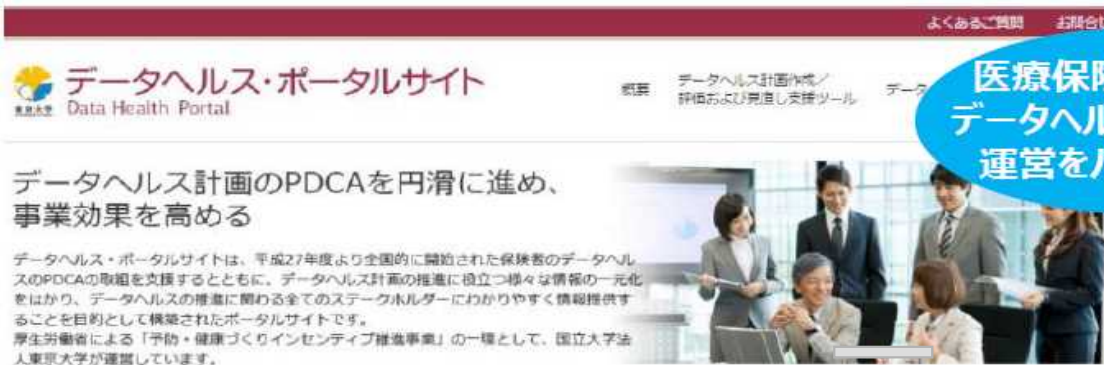 よくあるご質問 お問合し
データヘルス・ポータルサイト
東京大学 Data Health Portal
概要
データヘルス計画作成／
評価および見直し支援ツール
データ
医療保険
データヘル
運営を
データヘルス計画のPDCAを円滑に進め、
事業効果を高める
データヘルス・ポータルサイトは、平成27年度より全国的に開始された保険者のデータヘル
スのPDCAの取組を支援するとともに、データヘルス計画の推進に役立つ様々な情報の一元化
をはかり、データヘルスの推進に関わる全てのステークホルダーにわかりやすく情報提供す
ることを目的として構築されたポータルサイトです。
厚生労働省による「予防・健康づくりインセンティブ推進事業」の一環として、国立大学法
人東京大学が運営しています。